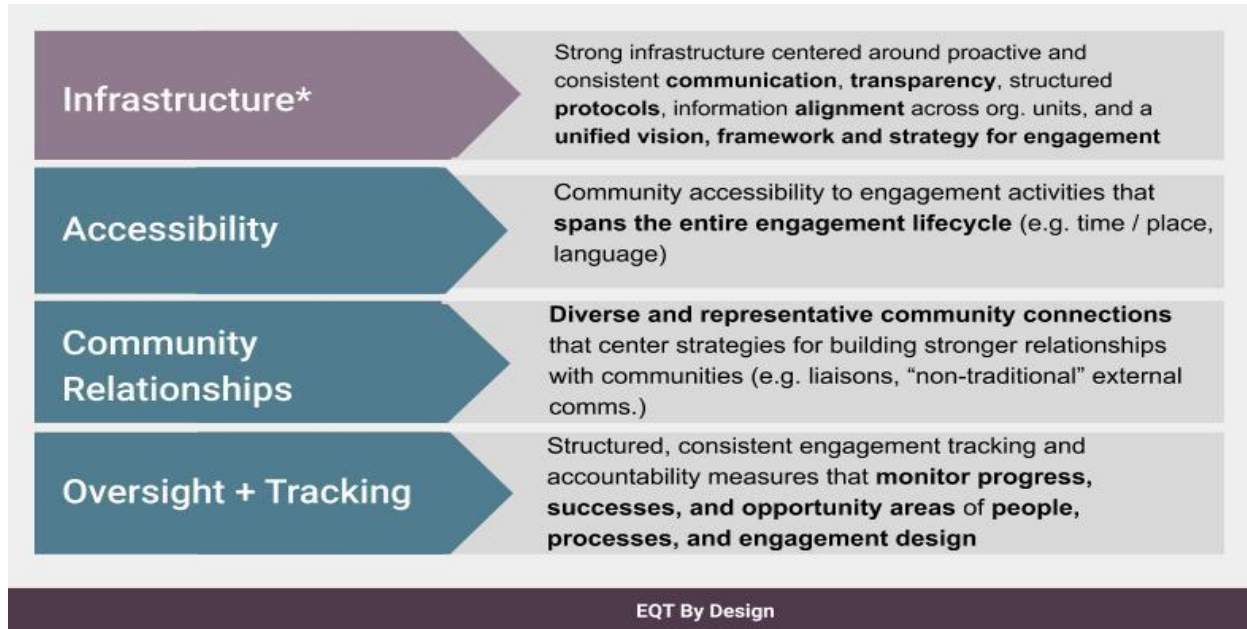 Infrastructure*
Strong infrastructure centered around proactive and
consistent communication, transparency, structured
protocols, information alignment across org. units, and a
unified vision, framework and strategy for engagement
Accessibility
Community accessibility to engagement activities that
spans the entire engagement lifecycle (e.g. time / place,
language)
Community
Relationships
Diverse and representative community connections
that center strategies for building stronger relationships
with communities (e.g. liaisons, “non-traditional” external
comms.)
Oversight + Tracking
Structured, consistent engagement tracking and
accountability measures that monitor progress,
successes, and opportunity areas of people,
processes, and engagement design
EQT By Design